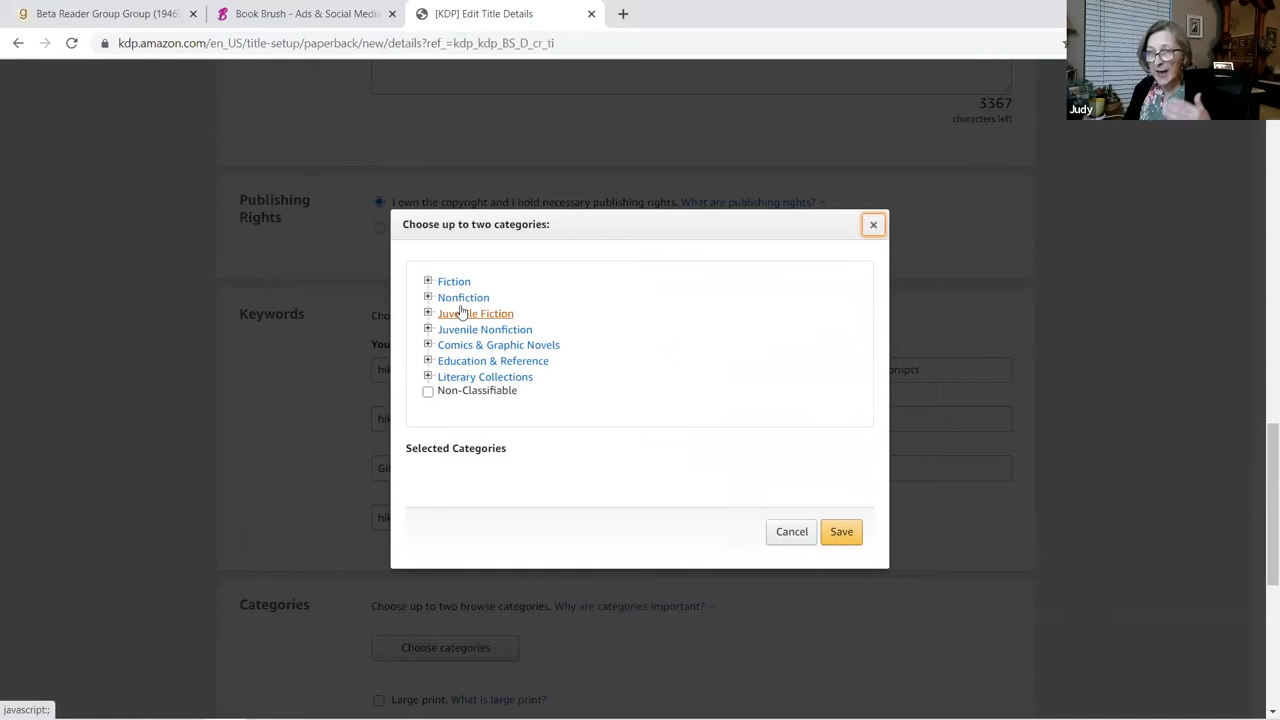 Beta Reader Group Group (1946
Book Brush - Ads & Social Media
[KDP] Edit Title Details
kdp.amazon.com/en_US/title-setup/paperback/new/details?ref_=kdp_kdp_BS_D_cr_ti
Judy
3367
characters left
Publishing
Rights
I own the copyright and I hold necessary publishing rights. What are publishing rights?
Choose up to two categories:
Fiction
Nonfiction
Juvenile Fiction
Juvenile Nonfiction
Comics & Graphic Novels
Education & Reference
Literary Collections
Non-Classifiable
Selected Categories
Cancel
Save
Keywords
Categories
Choose up to two browse categories. Why are categories important?
Choose categories
Large print. What is large print?
javascript:;